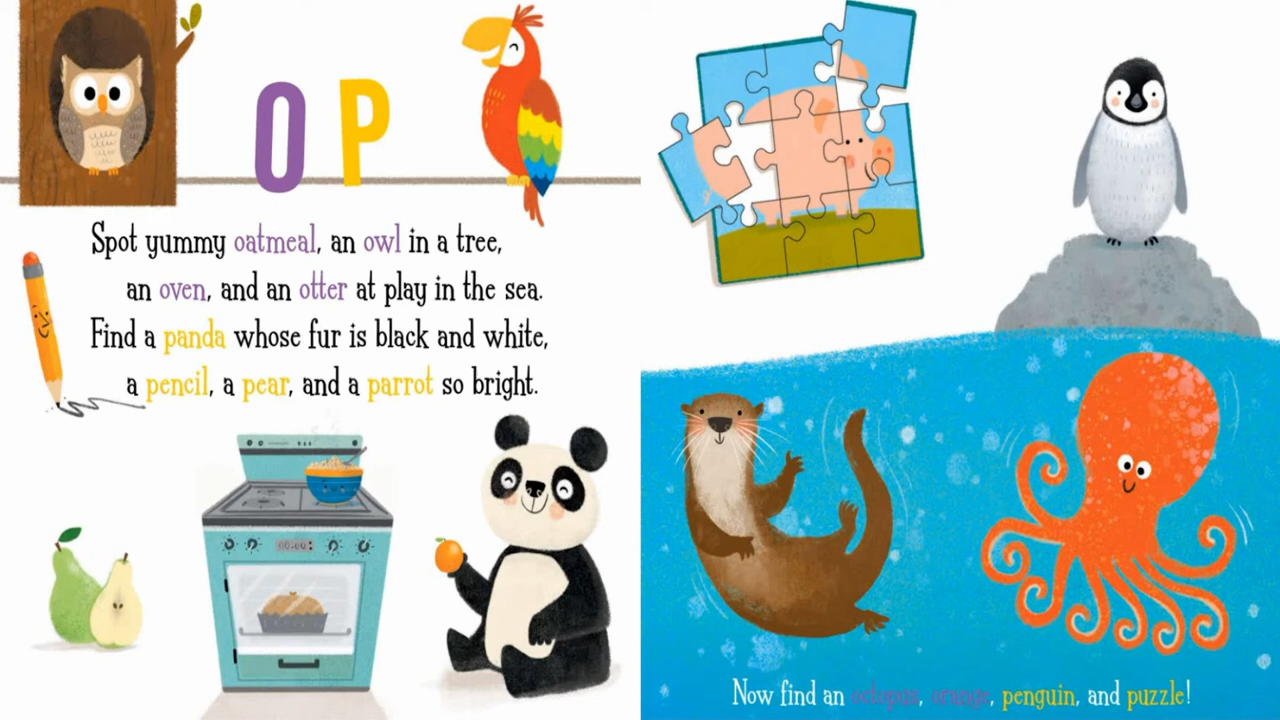 O P
Spot yummy oatmeal, an owl in a tree,
an oven, and an otter at play in the sea.
Find a panda whose fur is black and white,
a pencil, a pear, and a parrot so bright.
00:00
Now find an octopus, orange, penguin, and puzzle!